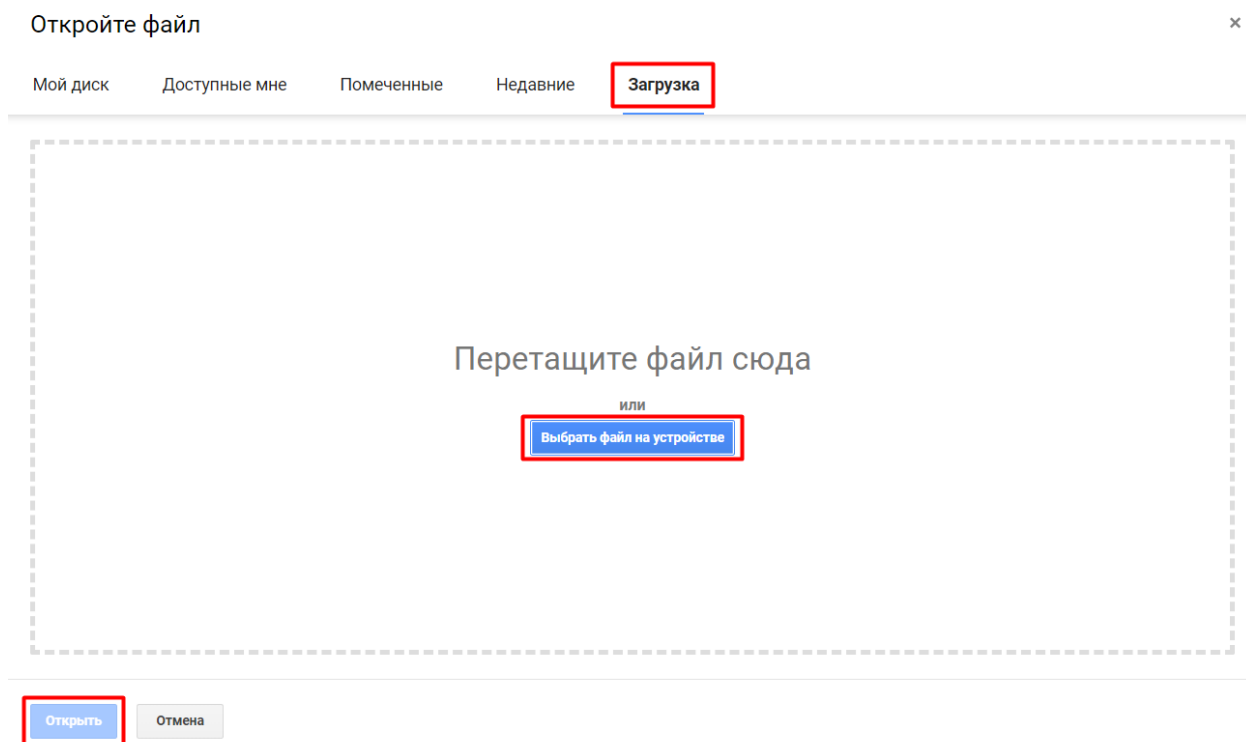 Откройте файл
Мой диск Доступные мне Помеченные Недавние Загрузка
Перетащите файл сюда
или
Выбрать файл на устройстве
Открыть Отмена